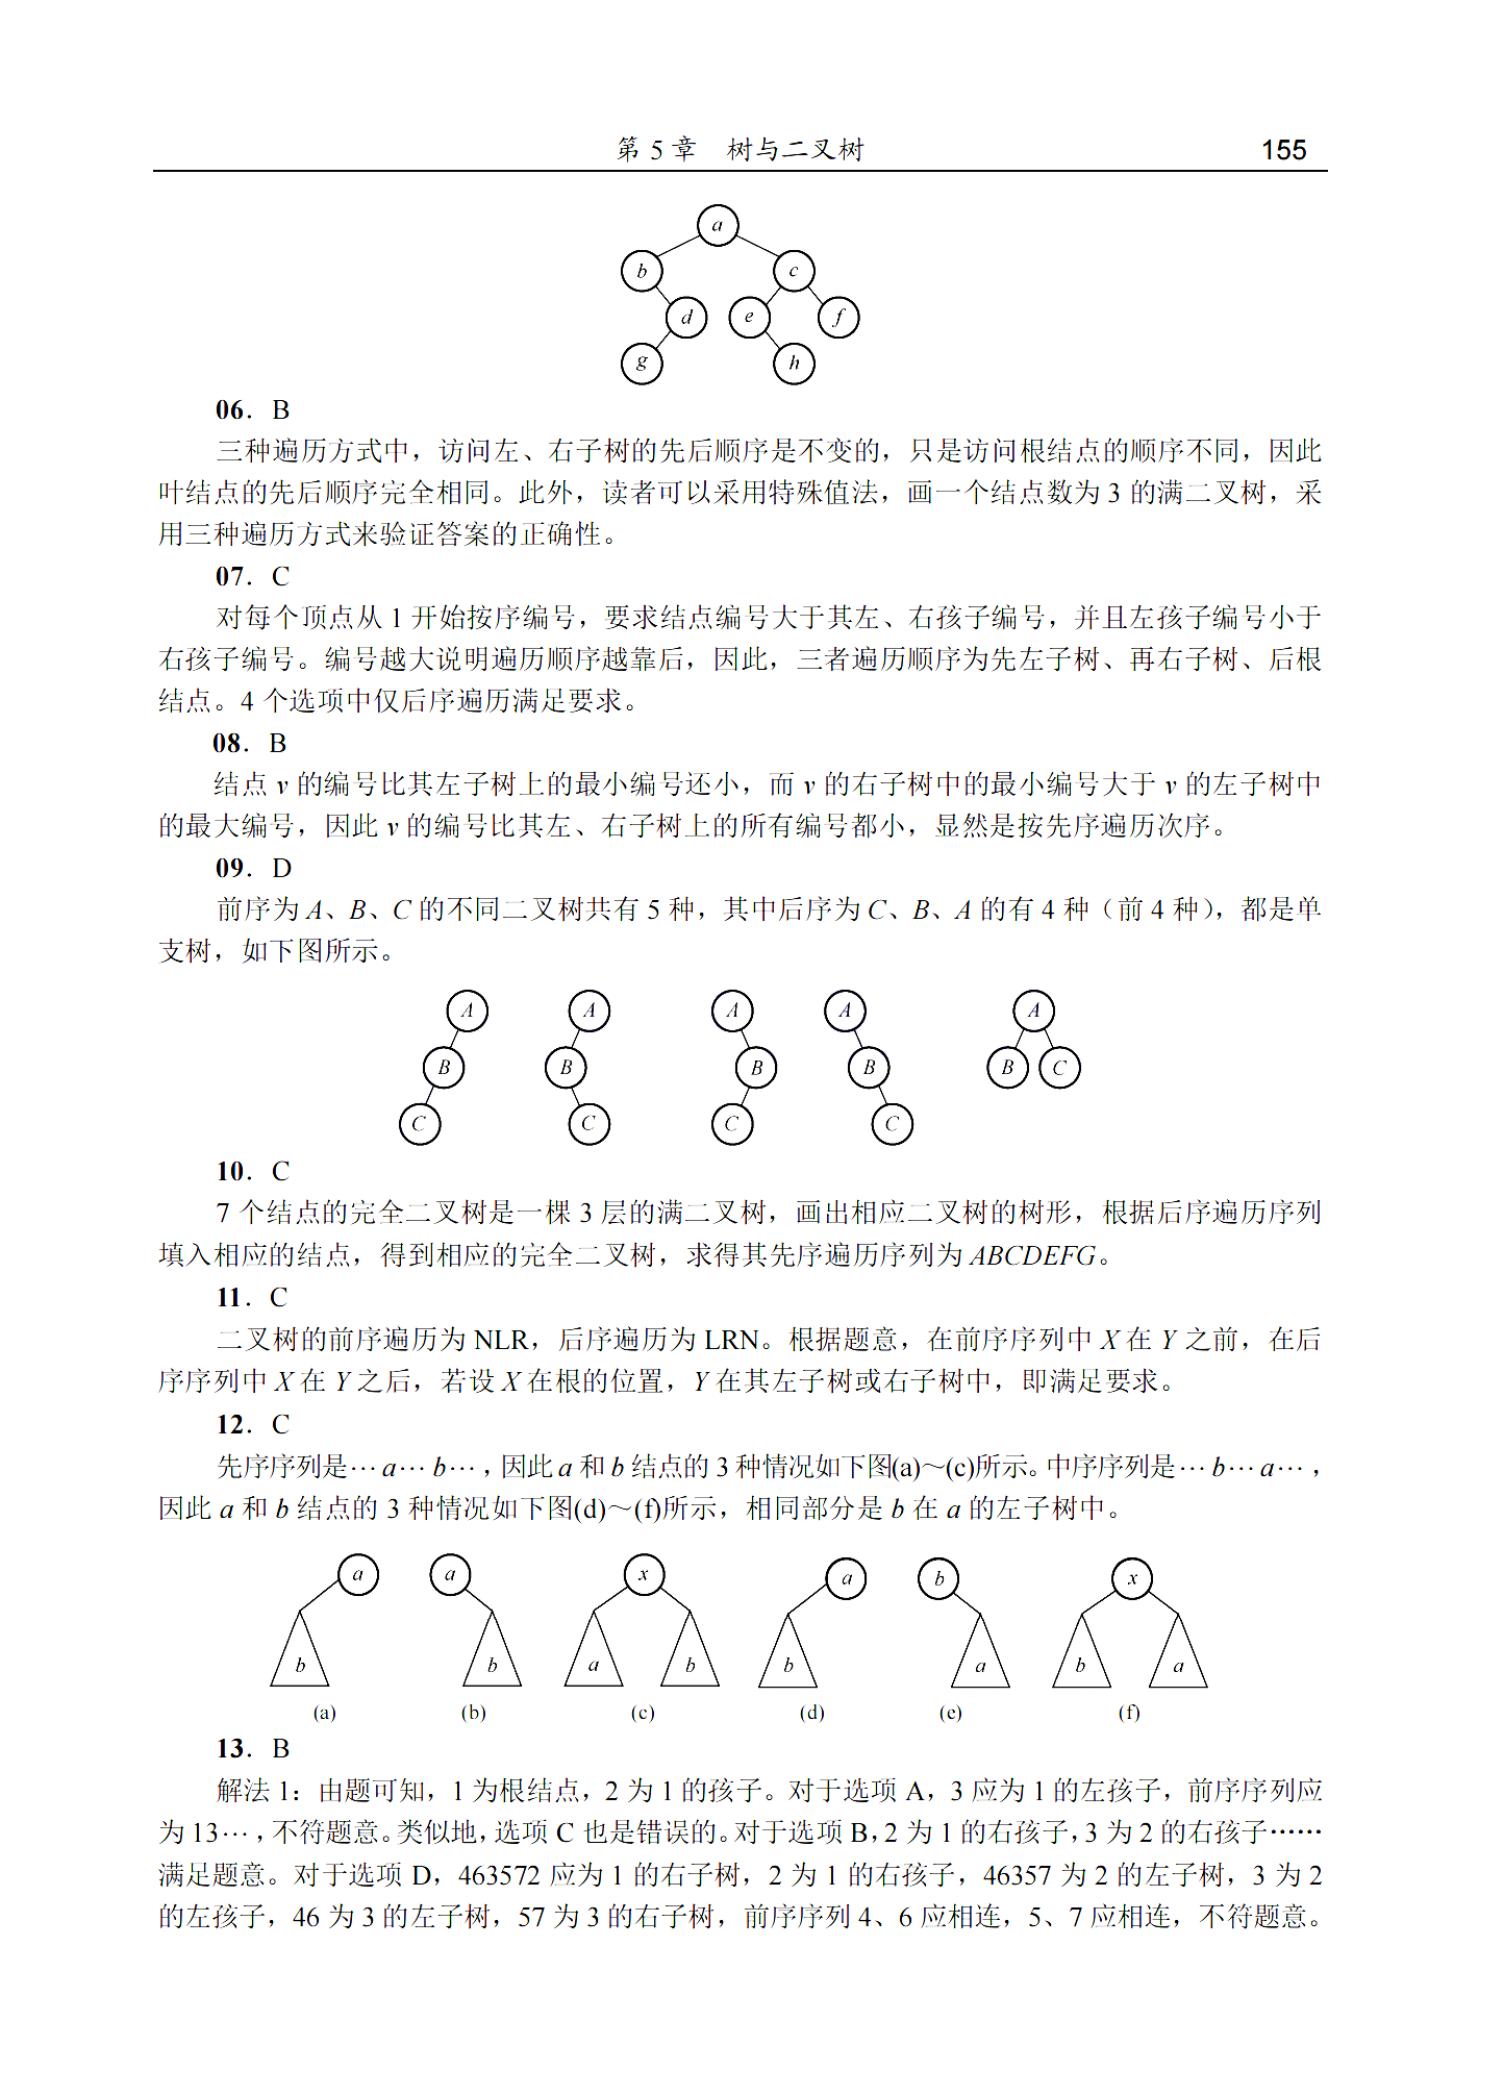 第 5 章 树与二叉树 155
a
b c
d e f
g h
06. B
三种遍历方式中，访问左、右子树的先后顺序是不变的，只是访问根结点的顺序不同，因此
叶结点的先后顺序完全相同。此外，读者可以采用特殊值法，画一个结点数为 3 的满二叉树，采
用三种遍历方式来验证答案的正确性。
07. C
对每个顶点从 1 开始按序编号，要求结点编号大于其左、右孩子编号，并且左孩子编号小于
右孩子编号。编号越大说明遍历顺序越靠后，因此，三者遍历顺序为先左子树、再右子树、后根
结点。4 个选项中仅后序遍历满足要求。
08. B
结点 v 的编号比其左子树上的最小编号还小，而 v 的右子树中的最小编号大于 v 的左子树中
的最大编号，因此 v 的编号比其左、右子树上的所有编号都小，显然是按先序遍历次序。
09. D
前序为 A、B、C 的不同二叉树共有 5 种，其中后序为 C、B、A 的有 4 种（前 4 种），都是单
支树，如下图所示。
A A A A A
B B B B B C
C C C C
10. C
7 个结点的完全二叉树是一棵 3 层的满二叉树，画出相应二叉树的树形，根据后序遍历序列
填入相应的结点，得到相应的完全二叉树，求得其先序遍历序列为 ABCDEFG。
11. C
二叉树的前序遍历为 NLR，后序遍历为 LRN。根据题意，在前序序列中 X 在 Y 之前，在后
序序列中 X 在 Y 之后，若设 X 在根的位置，Y 在其左子树或右子树中，即满足要求。
12. C
先序序列是…a…b…，因此 a 和 b 结点的 3 种情况如下图(a)～(c)所示。中序序列是…b…a…，
因此 a 和 b 结点的 3 种情况如下图(d)～(f)所示，相同部分是 b 在 a 的左子树中。
a a x a b x
b b a b b a b a
(a) (b) (c) (d) (e) (f)
13. B
解法 1：由题可知，1 为根结点，2 为 1 的孩子。对于选项 A，3 应为 1 的左孩子，前序序列应
为 13…，不符题意。类似地，选项 C 也是错误的。对于选项 B，2 为 1 的右孩子，3 为 2 的右孩子……
满足题意。对于选项 D，463572 应为 1 的右子树，2 为 1 的右孩子，46357 为 2 的左子树，3 为 2
的左孩子，46 为 3 的左子树，57 为 3 的右子树，前序序列 4、6 应相连，5、7 应相连，不符题意。